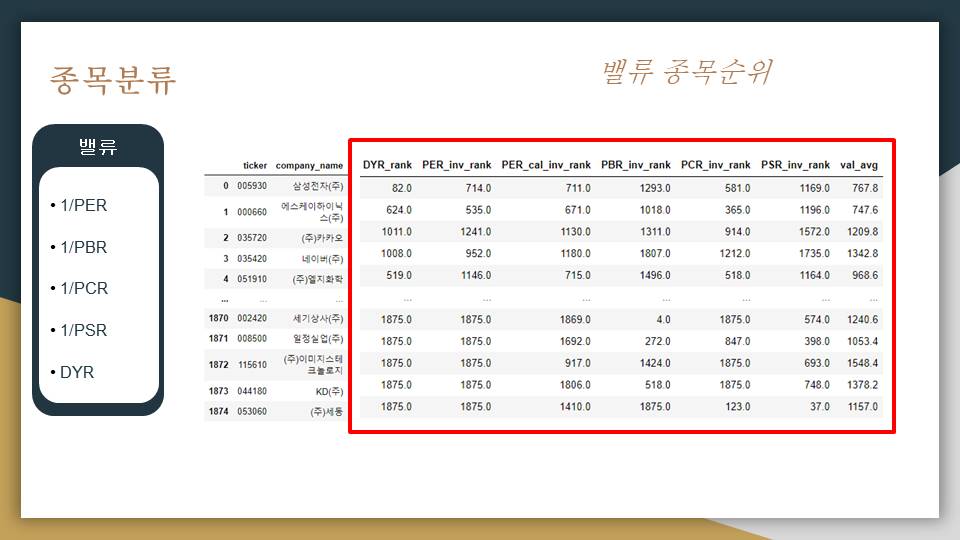 종목분류
밸류 종목순위
밸류
• 1/PER
• 1/PBR
• 1/PCR
• 1/PSR
• DYR
ticker company_name DYR_rank PER_inv_rank PER_cal_inv_rank PBR_inv_rank PCR_inv_rank PSR_inv_rank val_avg
0 005930 삼성전자(주) 82.0 714.0 711.0 1293.0 581.0 1169.0 767.8
1 000660 에스케이하이닉
스(주) 624.0 535.0 671.0 1018.0 365.0 1196.0 747.6
2 035720 (주)카카오 1011.0 1241.0 1130.0 1311.0 914.0 1572.0 1209.8
3 035420 네이버(주) 1008.0 952.0 1180.0 1807.0 1212.0 1735.0 1342.8
4 051910 (주)엘지화학 519.0 1146.0 715.0 1496.0 518.0 1164.0 968.6
... ... ... ... ... ... ... ... ... ...
1870 002420 세기상사(주) 1875.0 1875.0 1869.0 4.0 1875.0 574.0 1240.6
1871 008500 일정실업(주) 1875.0 1875.0 1692.0 272.0 847.0 398.0 1053.4
1872 115610 (주)이미지스테
크놀로지 1875.0 1875.0 917.0 1424.0 1875.0 693.0 1548.4
1873 044180 KD(주) 1875.0 1875.0 1806.0 518.0 1875.0 748.0 1378.2
1874 053060 (주)세동 1875.0 1875.0 1410.0 1875.0 123.0 37.0 1157.0